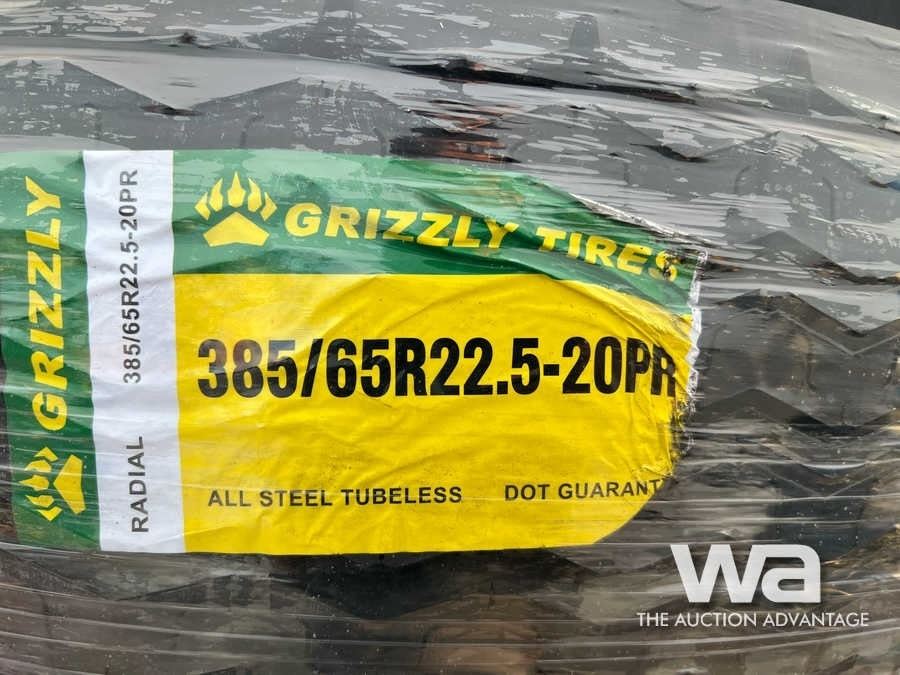 GRIZZLY
RADIAL 385/65R22.5-20PR
GRIZZLY TIRES
385/65R22.5-20PR
ALL STEEL TUBELESS DOT GUARANT
wa
THE AUCTION ADVANTAGE